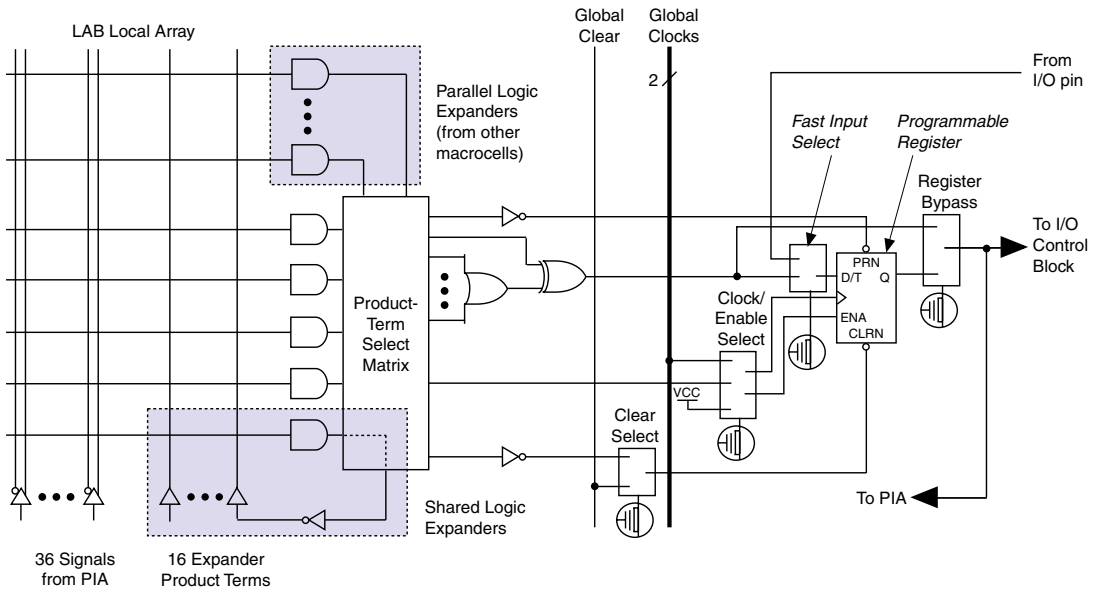 LAB Local Array
Global
Clear
Global
Clocks
2
From
I/O pin
Parallel Logic
Expanders
(from other
macrocells)
Fast Input
Select
Programmable
Register
Register
Bypass
To I/O
Control
Block
PRN
D/T
Q
ENA
CLRN
Product-
Term
Select
Matrix
Clock/
Enable
Select
VCC
Clear
Select
To PIA
Shared Logic
Expanders
36 Signals
from PIA
16 Expander
Product Terms